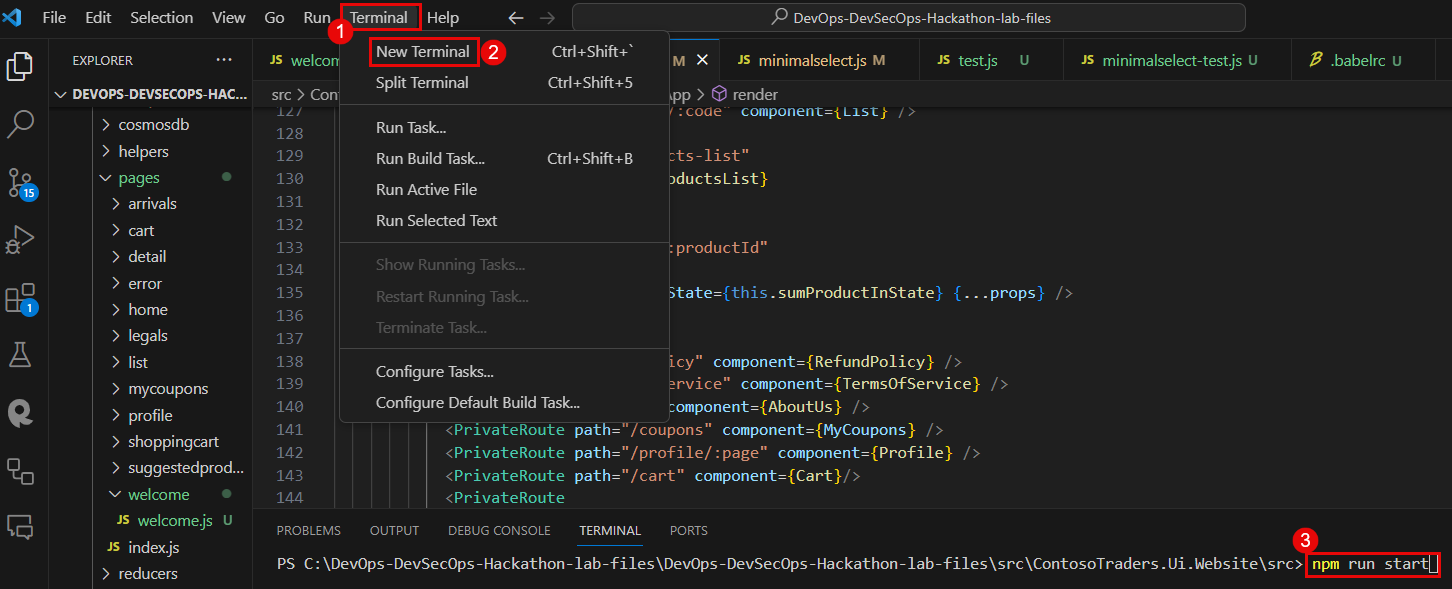 File Edit Selection View Go Run Terminal Help DevOps-DevSecOps-Hackathon-lab-files
1
New Terminal Ctrl+Shift+`
2
Split Terminal Ctrl+Shift+5
Run Task...
Run Build Task... Ctrl+Shift+B
Run Active File
Run Selected Text
Show Running Tasks...
Restart Running Task...
Terminate Task...
Configure Tasks...
Configure Default Build Task...
EXPLORER ...
DEVOPS-DEVSECOPS-HAC...
cosmosdb
helpers
pages
arrivals
cart
detail
error
home
legals
list
mycoupons
profile
shoppingcart
suggestedprod...
welcome
JS welcome.js U
JS index.js
reducers
15
1
JS welcom M JS minimalselect.js M JS test.js U JS minimalselect-test.js U .babelrc U
src > Con pp > render
127 /:code" component={List} />
128
129 cts-list"
130 oductsList}
131
132
133 :productId"
134
135 State={this.sumProductInState} {...props} />
136
137
138 icy" component={RefundPolicy} />
139 ervice" component={TermsOfService} />
140 component={AboutUs} />
141 <PrivateRoute path="/coupons" component={MyCoupons} />
142 <PrivateRoute path="/profile/:page" component={Profile} />
143 <PrivateRoute path="/cart" component={Cart}/>
144 <PrivateRoute
PROBLEMS OUTPUT DEBUG CONSOLE TERMINAL PORTS
3
PS C:\DevOps-DevSecOps-Hackathon-lab-files\DevOps-DevSecOps-Hackathon-lab-files\src\ContosoTraders.Ui.Website\src> npm run start